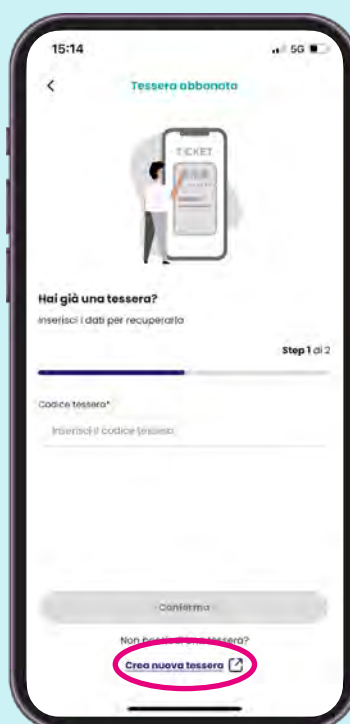 15:14
5G
Tessera abbonato
TICKET
Hai già una tessera?
Inserisci i dati per recuperarla
Step 1 di 2
Codice tessera*
Inserisci il codice tessera
Conferma
Non possiedi una tessera?
Crea nuova tessera